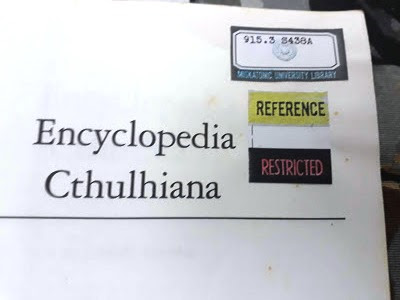 915.3 S438A
MISKATONIC UNIVERSITY LIBRARY
REFERENCE
Encyclopedia
RESTRICTED
Cthulhiana